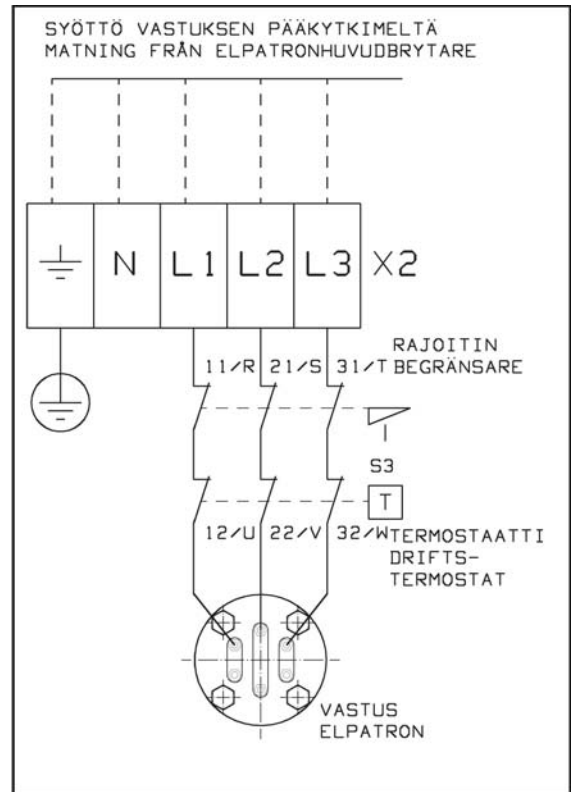 SYÖTTÖ VASTUKSEN PÄÄKYTKIMELTÄ
MATNING FRÅN ELPATRONHUVUDBRYTARE
N L1 L2 L3 X2
RAJOITIN
11/R 21/S 31/T BEGRÄNSARE
S3
T
12/U 22/V 32/W TERMOSTAATTI
DRIFTS-
TERMOSTAT
VASTUS
ELPATRON